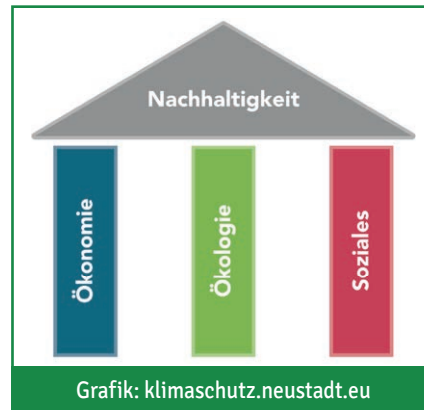 Nachhaltigkeit
Ökonomie
Ökologie
Soziales
Grafik: klimaschutz.neustadt.eu